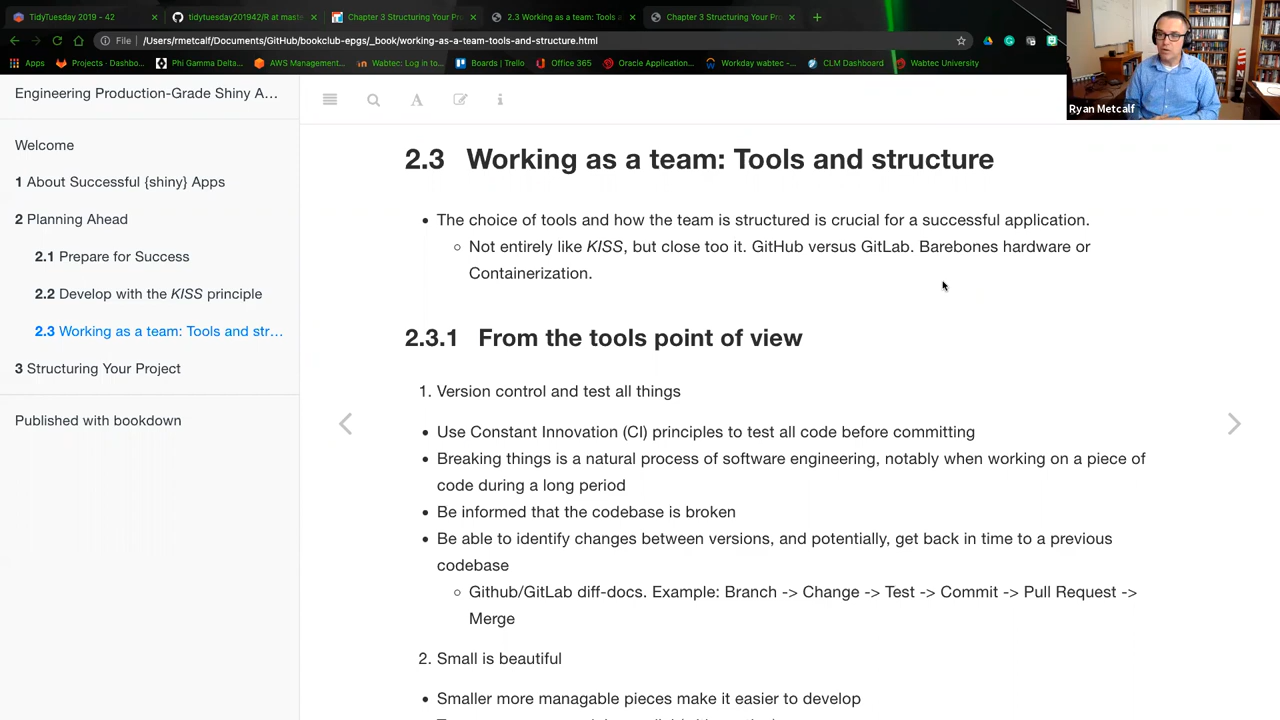 TidyTuesday 2019 - 42
tidytuesday201942/R at maste
Chapter 3 Structuring Your Pro
2.3 Working as a team: Tools a
Chapter 3 Structuring Your Pro
File | /Users/rmetcalf/Documents/GitHub/bookclub-epgs/_book/working-as-a-team-tools-and-structure.html
Apps
Projects · Dashbo...
Phi Gamma Delta...
AWS Management...
Wabtec: Log in to...
Boards | Trello
Office 365
Oracle Application...
Workday wabtec -...
CLM Dashboard
Wabtec University
Ryan Metcalf
Engineering Production-Grade Shiny A...
Welcome
1 About Successful {shiny} Apps
2 Planning Ahead
2.1 Prepare for Success
2.2 Develop with the KISS principle
2.3 Working as a team: Tools and str...
3 Structuring Your Project
Published with bookdown
2.3 Working as a team: Tools and structure
• The choice of tools and how the team is structured is crucial for a successful application.
Not entirely like KISS, but close too it. GitHub versus GitLab. Barebones hardware or
Containerization.
2.3.1 From the tools point of view
1. Version control and test all things
• Use Constant Innovation (CI) principles to test all code before committing
• Breaking things is a natural process of software engineering, notably when working on a piece of
code during a long period
• Be informed that the codebase is broken
• Be able to identify changes between versions, and potentially, get back in time to a previous
codebase
Github/GitLab diff-docs. Example: Branch -> Change -> Test -> Commit -> Pull Request ->
Merge
2. Small is beautiful
• Smaller more managable pieces make it easier to develop